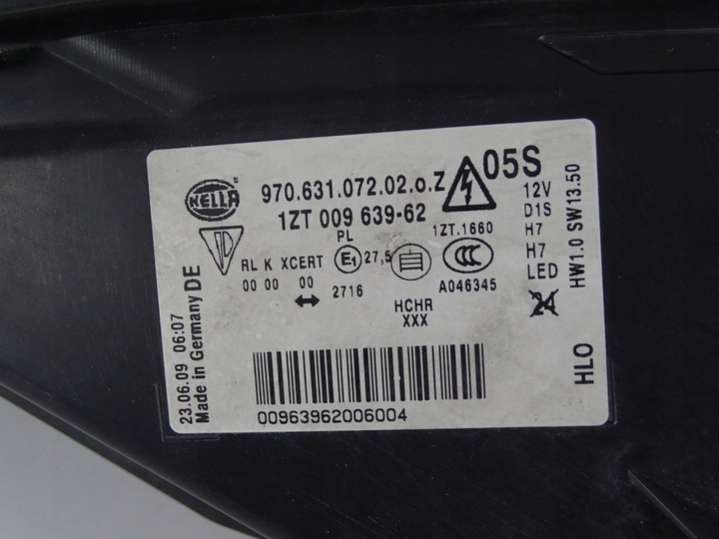 HELLA
970.631.072.02.o.Z
05S
1ZT 009 639-62
PL
1ZT.1660
RL K XCERT
E1
27,5
CCC
00 00 00
2716
A046345
HCHR
XXX
12V
D1S
H7
H7
LED
24
HW1.0 SW13.50
HLO
23.06.09 06:07
Made in Germany DE
00963962006004